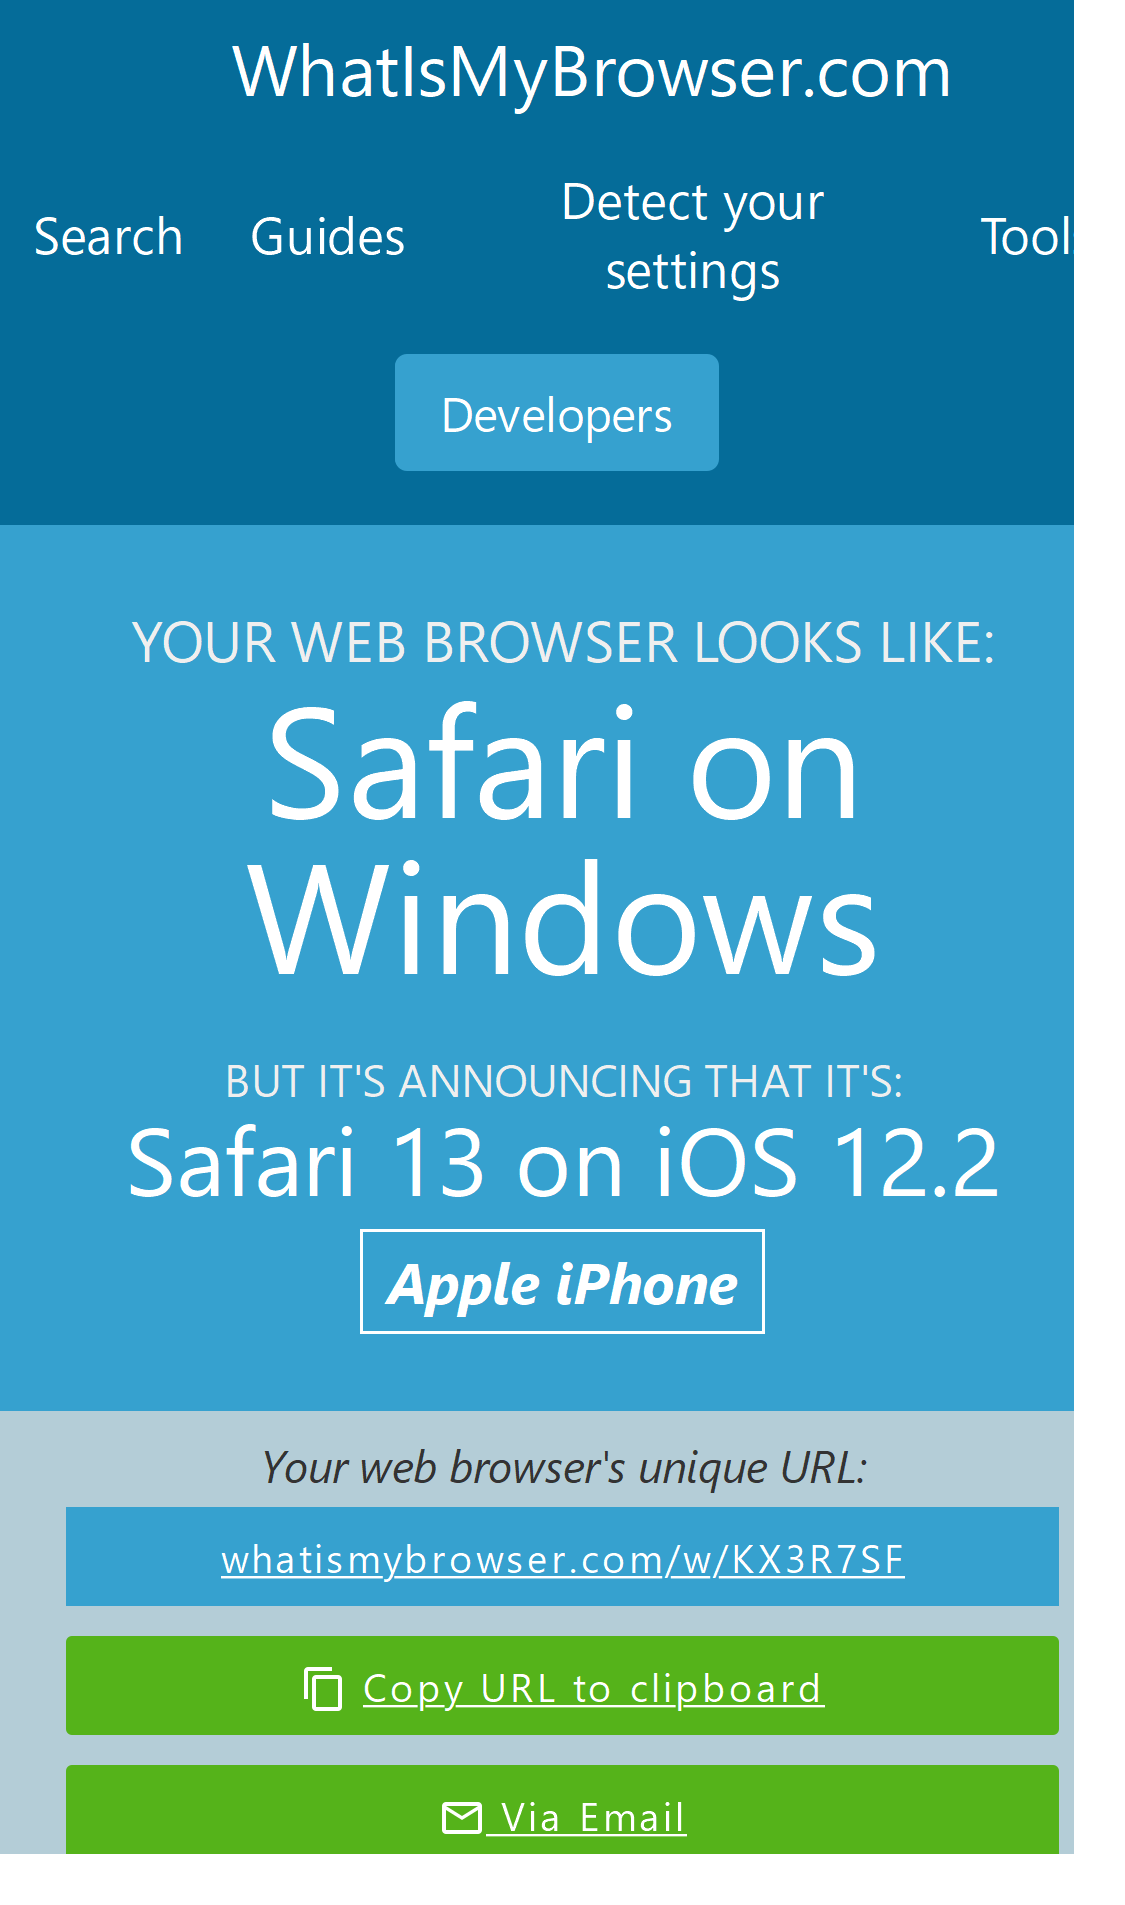 WhatIsMyBrowser.com
Search Guides Detect your settings Tools
Developers
YOUR WEB BROWSER LOOKS LIKE:
Safari on
Windows
BUT IT'S ANNOUNCING THAT IT'S:
Safari 13 on iOS 12.2
Apple iPhone
Your web browser's unique URL:
whatismybrowser.com/w/KX3R7SF
Copy URL to clipboard
Via Email